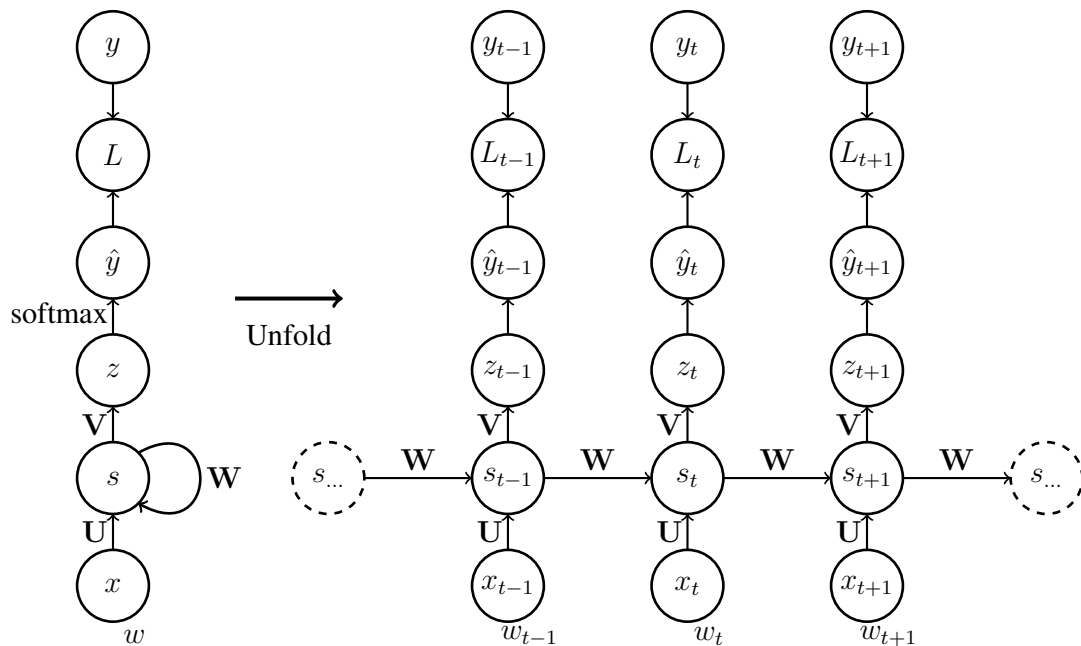 y y_{t-1} y_t y_{t+1}
L L_{t-1} L_t L_{t+1}
ŷ ŷ_{t-1} ŷ_t ŷ_{t+1}
softmax
Unfold
z z_{t-1} z_t z_{t+1}
V V V V
W W W W
s W s_{...} s_{t-1} s_t s_{t+1} s_{...}
U U U U
x x_{t-1} x_t x_{t+1}
w w_{t-1} w_t w_{t+1}